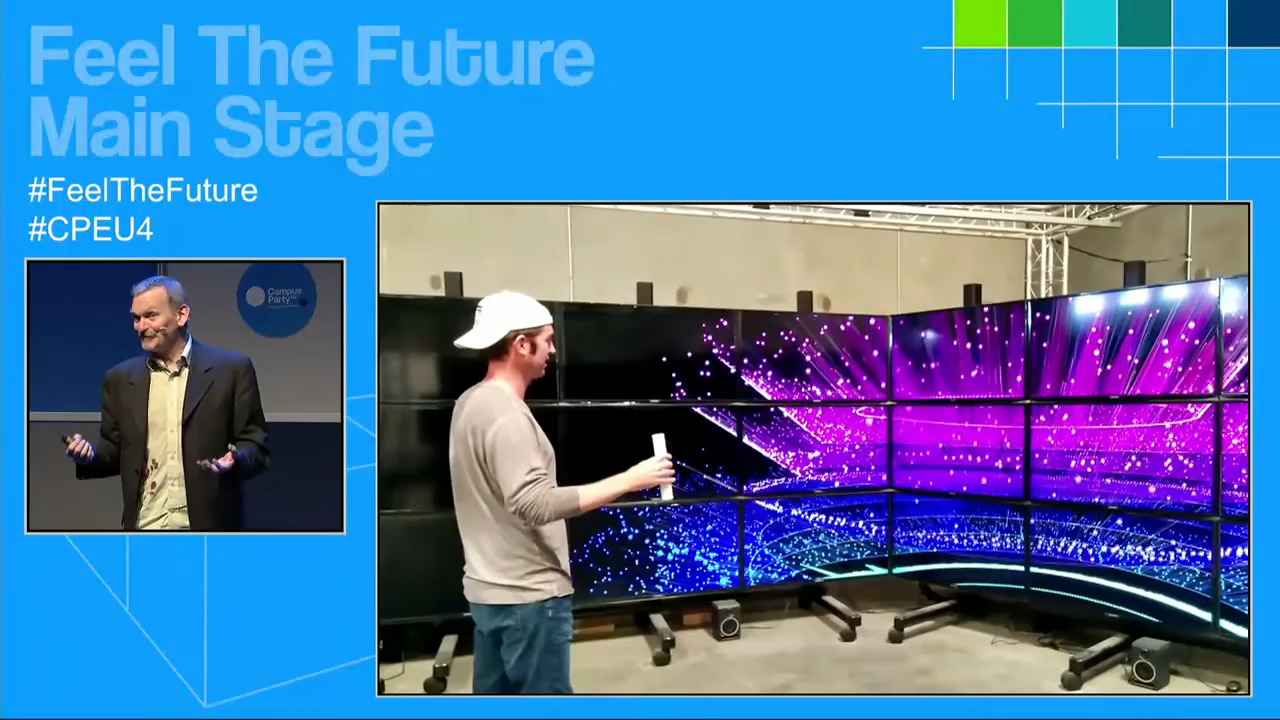 Feel The Future
Main Stage
#FeelTheFuture
#CPEU4
Campus
Party